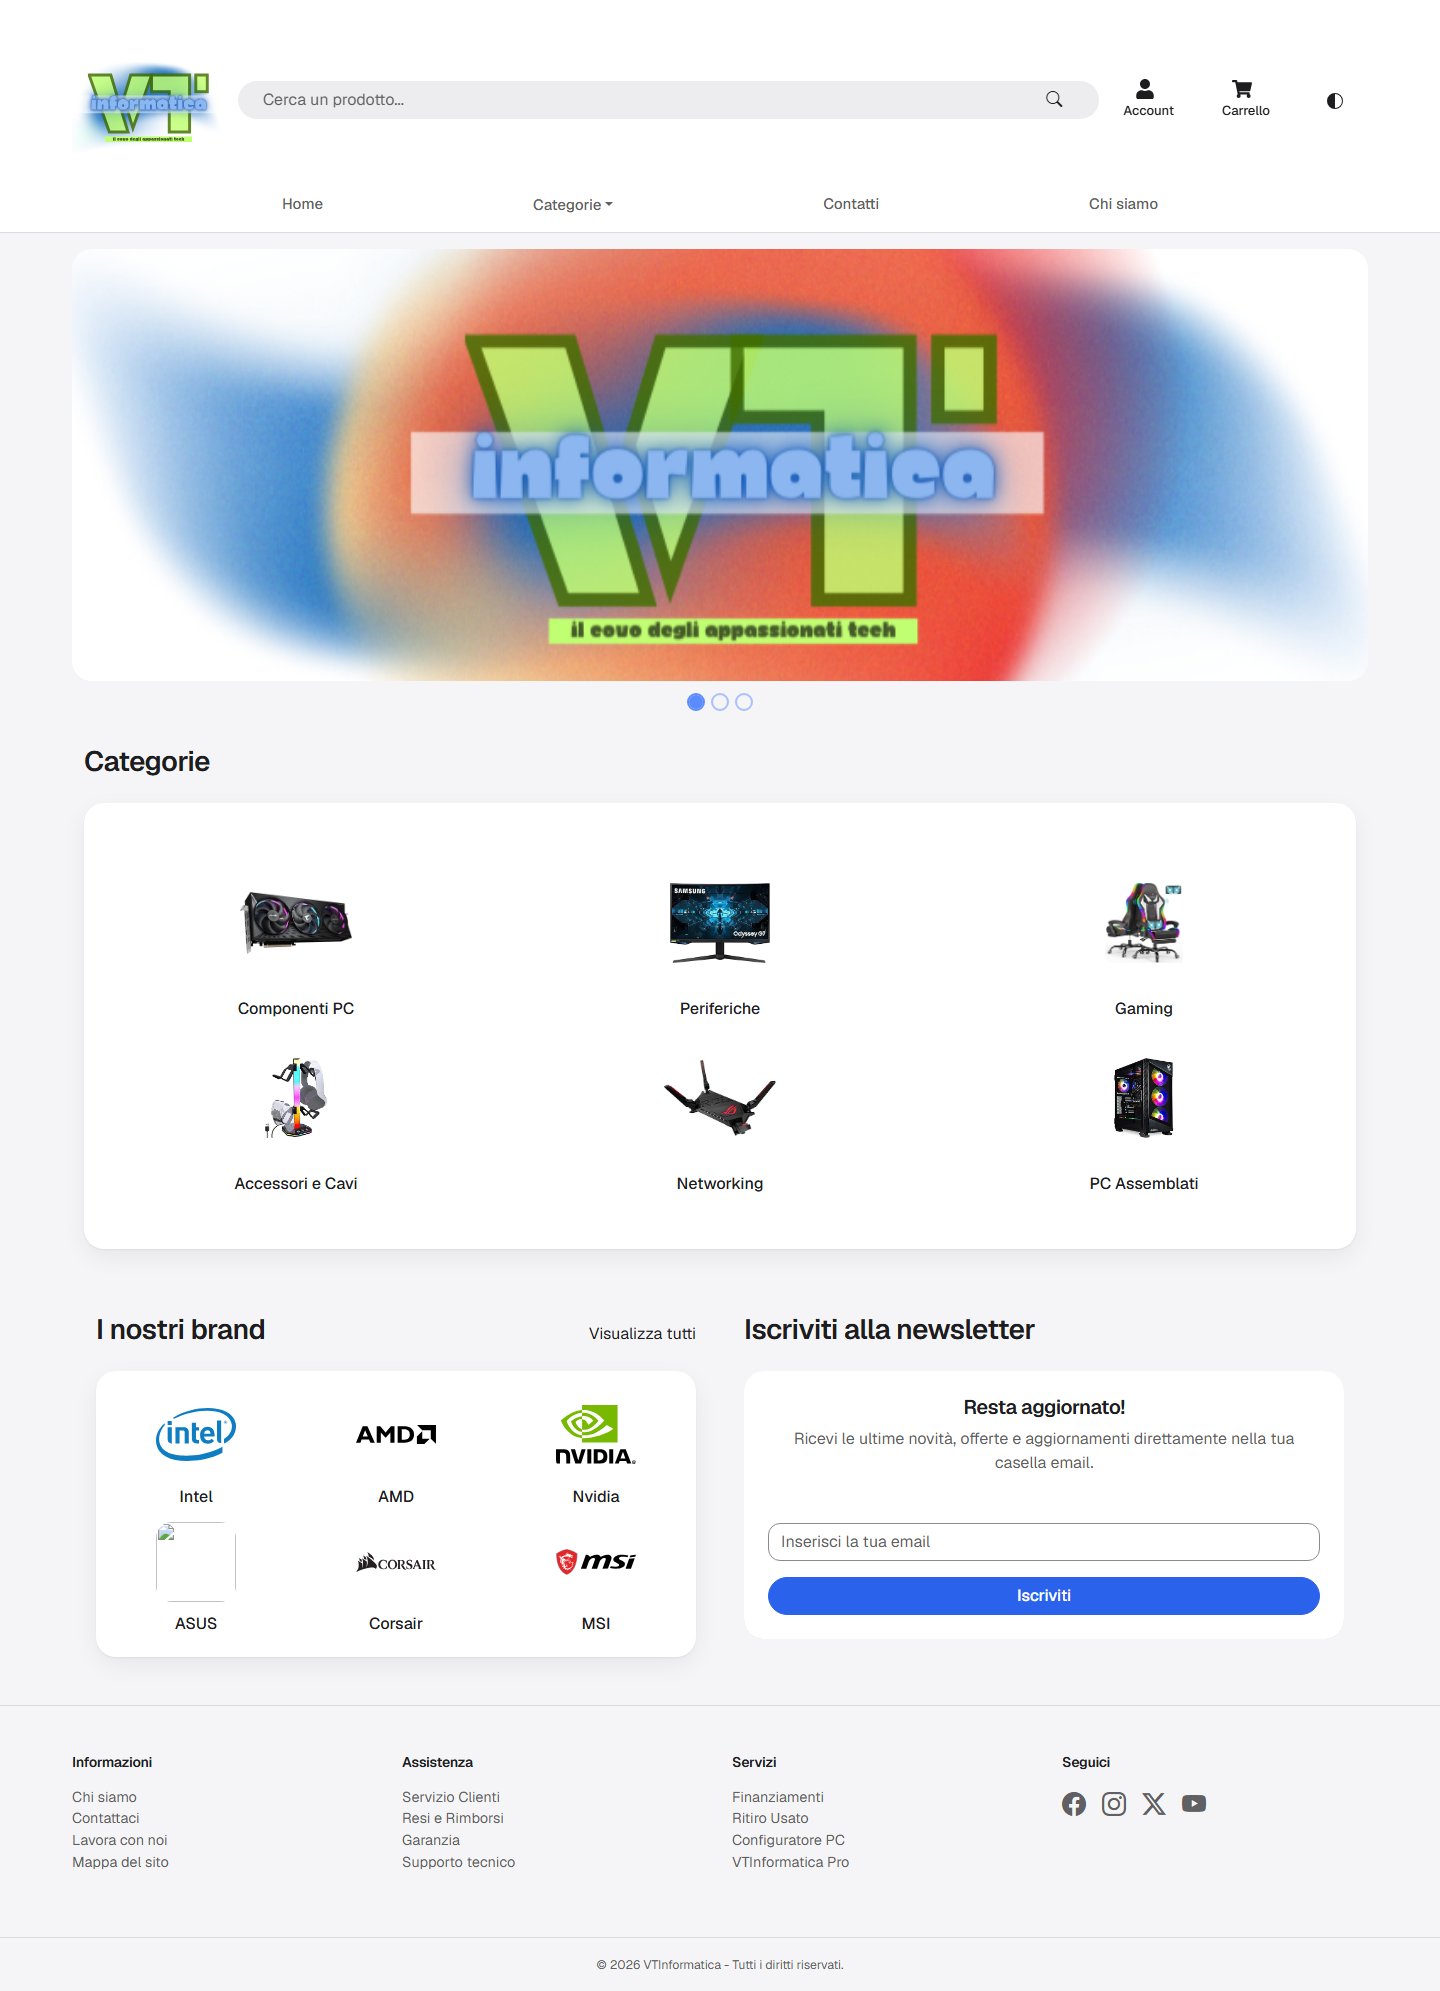 VTi
informatica
il covo degli appassionati tech
Cerca un prodotto...
Account
Carrello
Home
Categorie
Contatti
Chi siamo
VTi
informatica
il covo degli appassionati tech
Categorie
SAMSUNG
Odyssey G7
Componenti PC
Periferiche
Gaming
Accessori e Cavi
Networking
PC Assemblati
I nostri brand
Visualizza tutti
intel
AMD
NVIDIA
Intel
AMD
Nvidia
CORSAIR
msi
ASUS
Corsair
MSI
Iscriviti alla newsletter
Resta aggiornato!
Ricevi le ultime novità, offerte e aggiornamenti direttamente nella tua
casella email.
Inserisci la tua email
Iscriviti
Informazioni
Chi siamo
Contattaci
Lavora con noi
Mappa del sito
Assistenza
Servizio Clienti
Resi e Rimborsi
Garanzia
Supporto tecnico
Servizi
Finanziamenti
Ritiro Usato
Configuratore PC
VTInformatica Pro
Seguici
© 2026 VTInformatica - Tutti i diritti riservati.